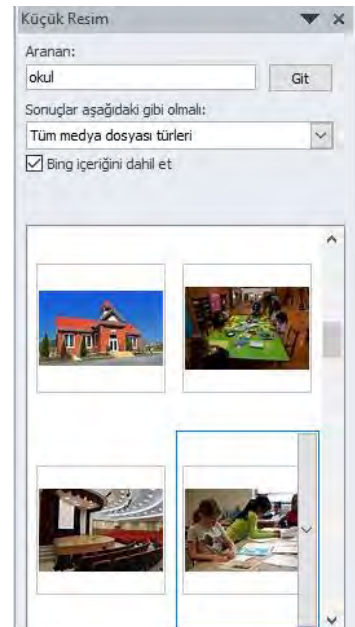 Küçük Resim
Aranan:
okul
Git
Sonuçlar aşağıdaki gibi olmalı:
Tüm medya dosyası türleri
Bing içeriğini dahil et